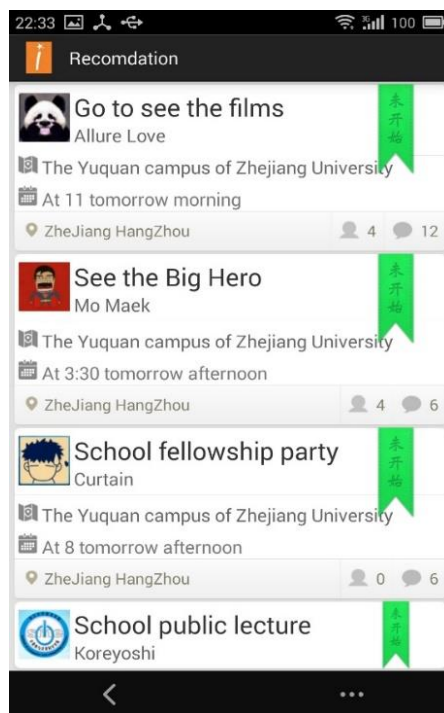 22:33 3G 100
Recomdation
Go to see the films
Allure Love
未开始
The Yuquan campus of Zhejiang University
At 11 tomorrow morning
ZheJiang HangZhou 4 12
See the Big Hero
Mo Maek
未开始
The Yuquan campus of Zhejiang University
At 3:30 tomorrow afternoon
ZheJiang HangZhou 4 6
School fellowship party
Curtain
未开始
The Yuquan campus of Zhejiang University
At 8 tomorrow afternoon
ZheJiang HangZhou 0 6
School public lecture
Koreyoshi
未开始